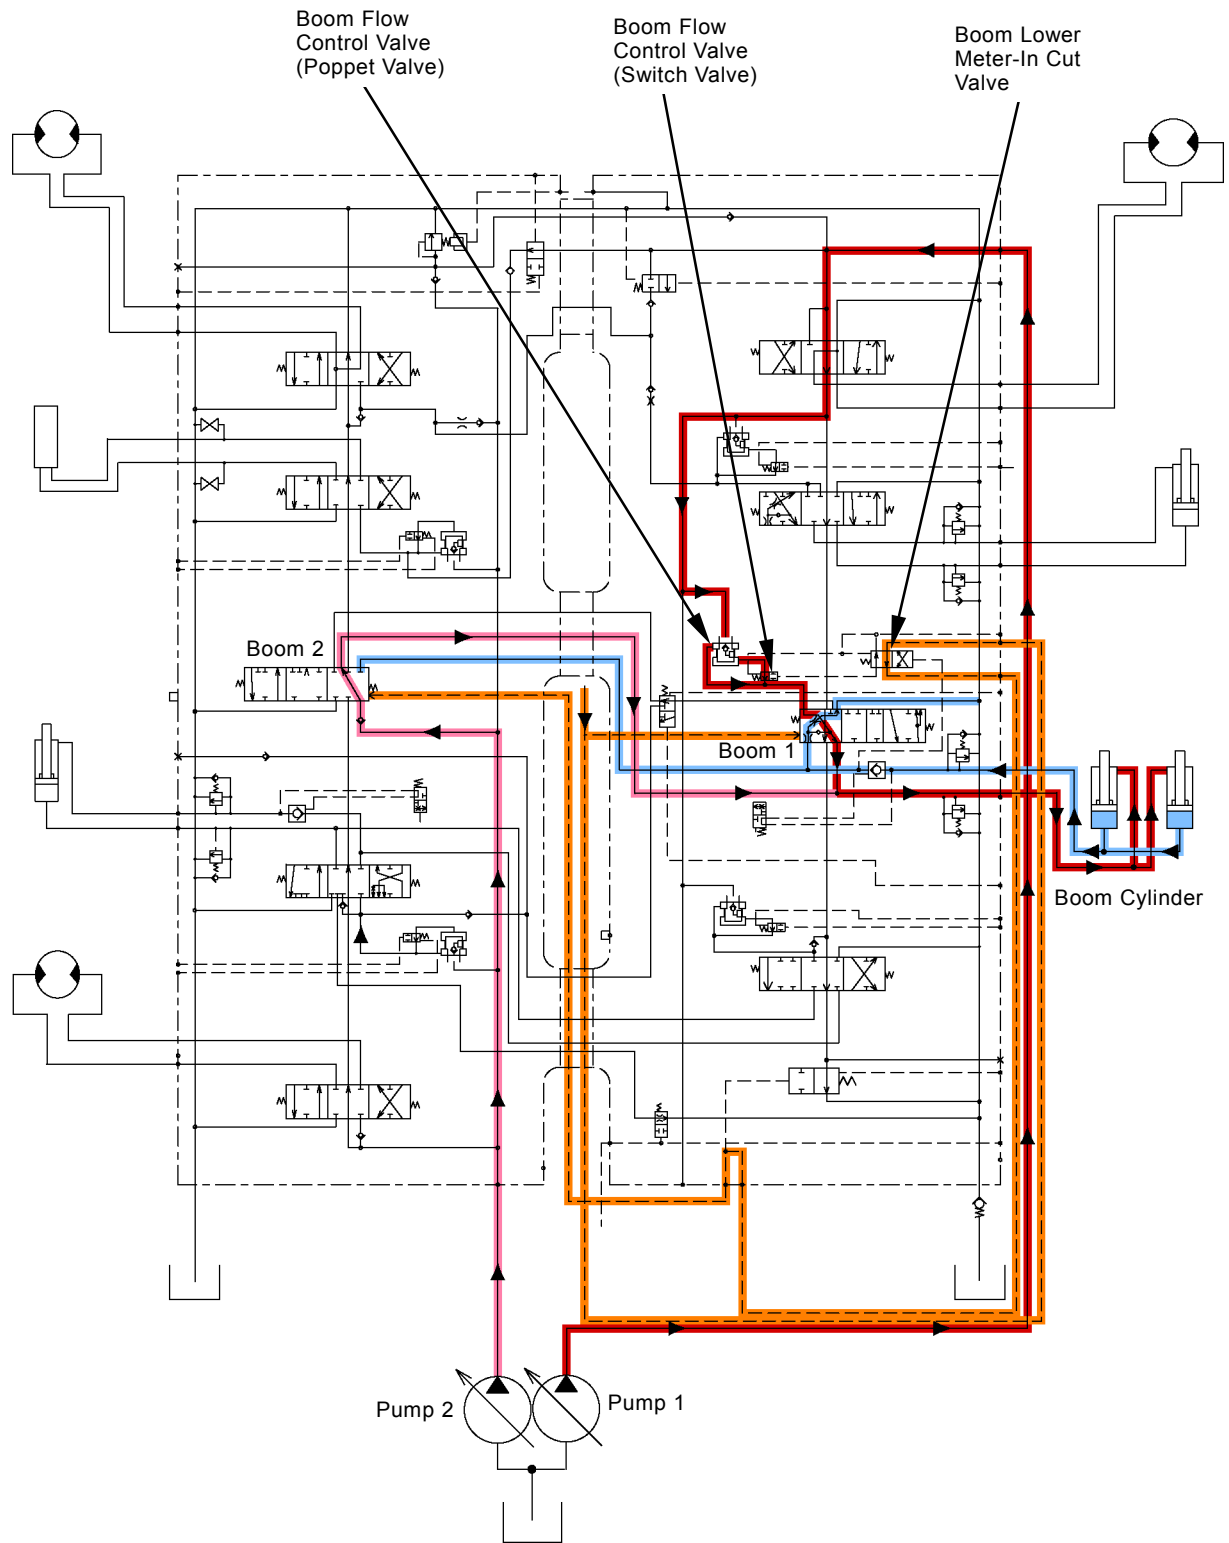 Boom Flow
Control Valve
(Poppet Valve)
Boom Flow
Control Valve
(Switch Valve)
Boom Lower
Meter-In Cut
Valve
Boom 2
Boom 1
Boom Cylinder
Pump 2
Pump 1